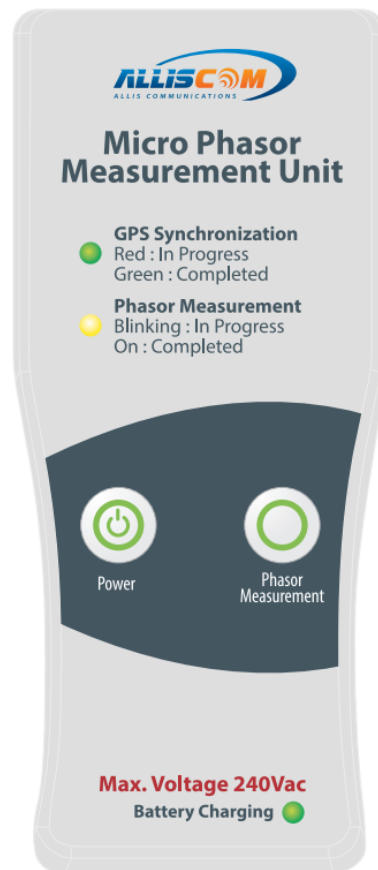 ALLISCOM
ALLIS COMMUNICATIONS
Micro Phasor
Measurement Unit
GPS Synchronization
Red : In Progress
Green : Completed
Phasor Measurement
Blinking : In Progress
On : Completed
Power
Phasor
Measurement
Max. Voltage 240Vac
Battery Charging